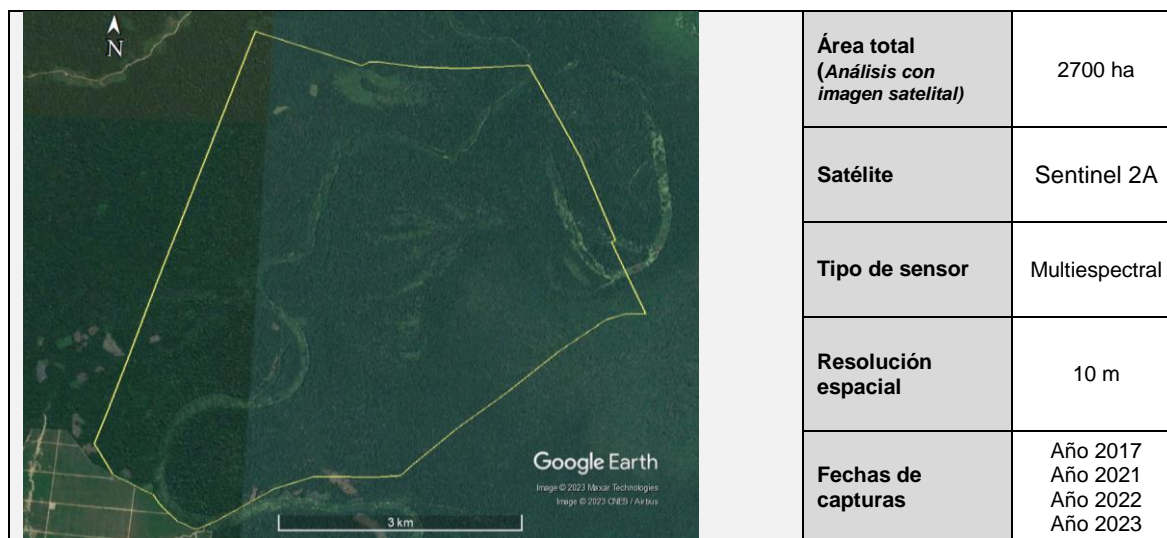 N
Google Earth
Image © 2023 Maxar Technologies
Image © 2023 CNES / Airbus
3 km
Área total
(Análisis con
imagen satelital)
2700 ha
Satélite
Sentinel 2A
Tipo de sensor
Multiespectral
Resolución
espacial
10 m
Fechas de
capturas
Año 2017
Año 2021
Año 2022
Año 2023